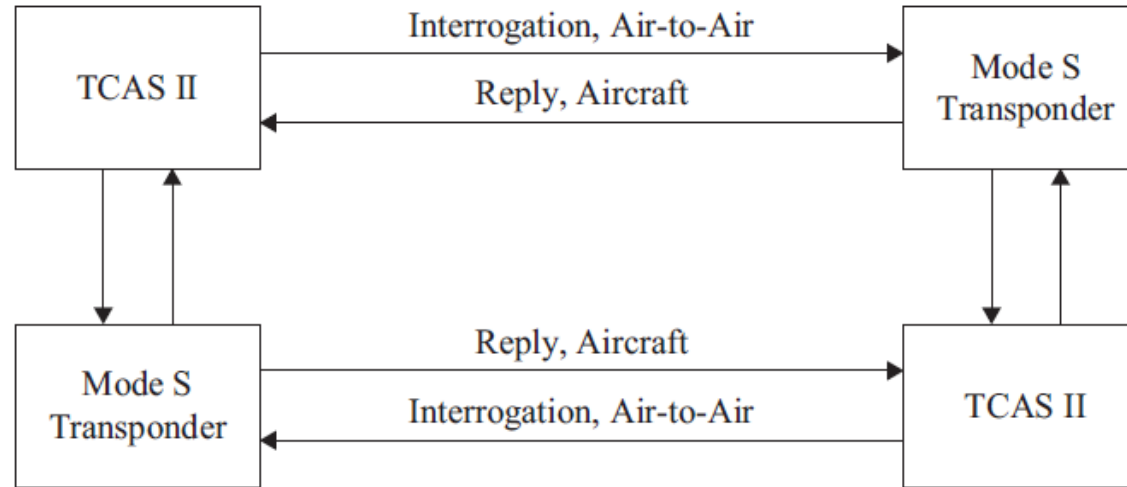 Interrogation, Air-to-Air
TCAS II
Reply, Aircraft
Mode S
Transponder
Reply, Aircraft
Mode S
Transponder
Interrogation, Air-to-Air
TCAS II